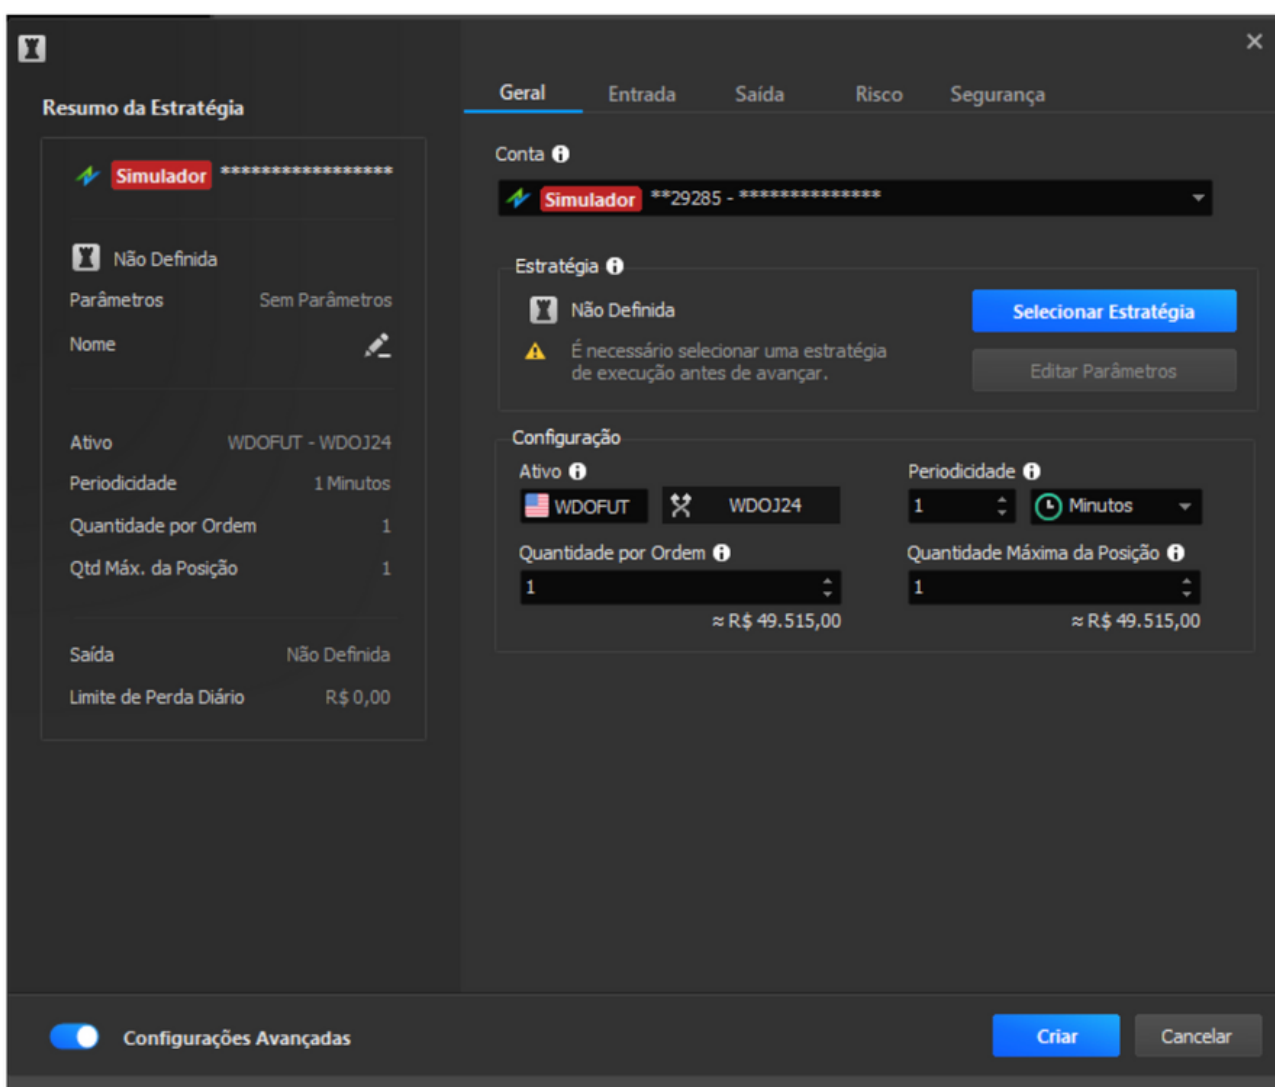 Resumo da Estratégia
Simulador *****************
Não Definida
Parâmetros Sem Parâmetros
Nome
Ativo WDOFUT - WDOJ24
Periodicidade 1 Minutos
Quantidade por Ordem 1
Qtd Máx. da Posição 1
Saída Não Definida
Limite de Perda Diário R$ 0,00
Geral Entrada Saída Risco Segurança
Conta
Simulador **29285 - **************
Estratégia
Não Definida
Selecionar Estratégia
É necessário selecionar uma estratégia
de execução antes de avançar.
Editar Parâmetros
Configuração
Ativo Periodicidade
WDOFUT WDOJ24 1 Minutos
Quantidade por Ordem Quantidade Máxima da Posição
1 1
≈ R$ 49.515,00 ≈ R$ 49.515,00
Configurações Avançadas
Criar Cancelar